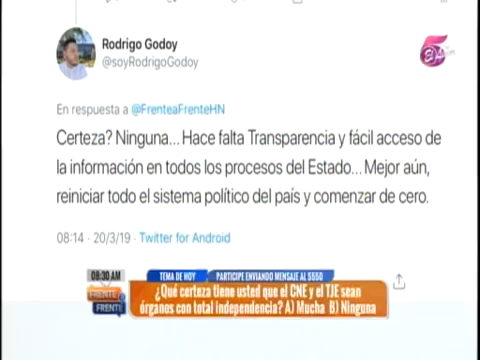 Rodrigo Godoy
@soyRodrigoGodoy
5
En respuesta a @FrenteaFrenteHN
Certeza? Ninguna... Hace falta Transparencia y fácil acceso de
la información en todos los procesos del Estado... Mejor aún,
reiniciar todo el sistema político del país y comenzar de cero.
08:14 · 20/3/19 · Twitter for Android
08:30 AM
TEMA DE HOY
PARTICIPE ENVIANDO MENSAJE AL 5550
FRENTE a
FRENTE
¿Qué certeza tiene usted que el CNE y el TJE sean
órganos con total independencia? A) Mucha B) Ninguna